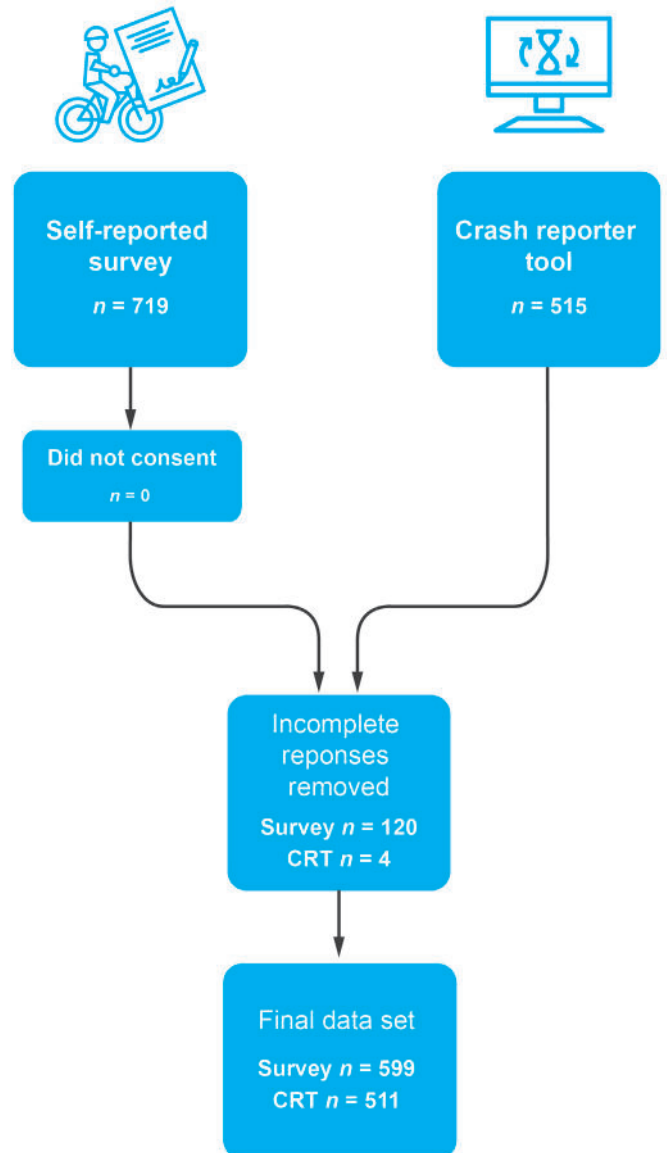 Self-reported
survey
n = 719
Crash reporter
tool
n = 515
Did not consent
n = 0
Incomplete
reponses
removed
Survey n = 120
CRT n = 4
Final data set
Survey n = 599
CRT n = 511